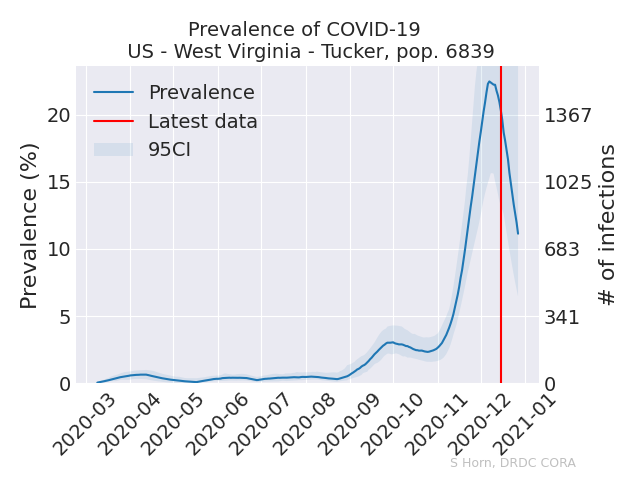 Prevalence of COVID-19
US - West Virginia - Tucker, pop. 6839
Prevalence
Latest data
95CI
Prevalence (%)
20
15
10
5
0
1367
1025
683
341
0
# of infections
2020-03
2020-04
2020-05
2020-06
2020-07
2020-08
2020-09
2020-10
2020-11
2020-12
2021-01
S Horn, DRDC CORA